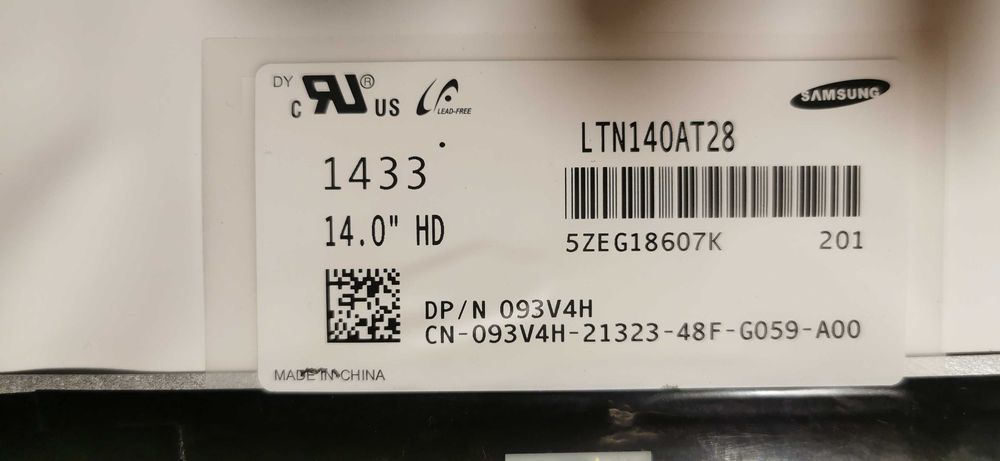 DY
c RU® US LEAD-FREE
SAMSUNG
LTN140AT28
1433
14.0" HD
5ZEG18607K 201
DP/N 093V4H
CN-093V4H-21323-48F-G059-A00
MADE IN CHINA